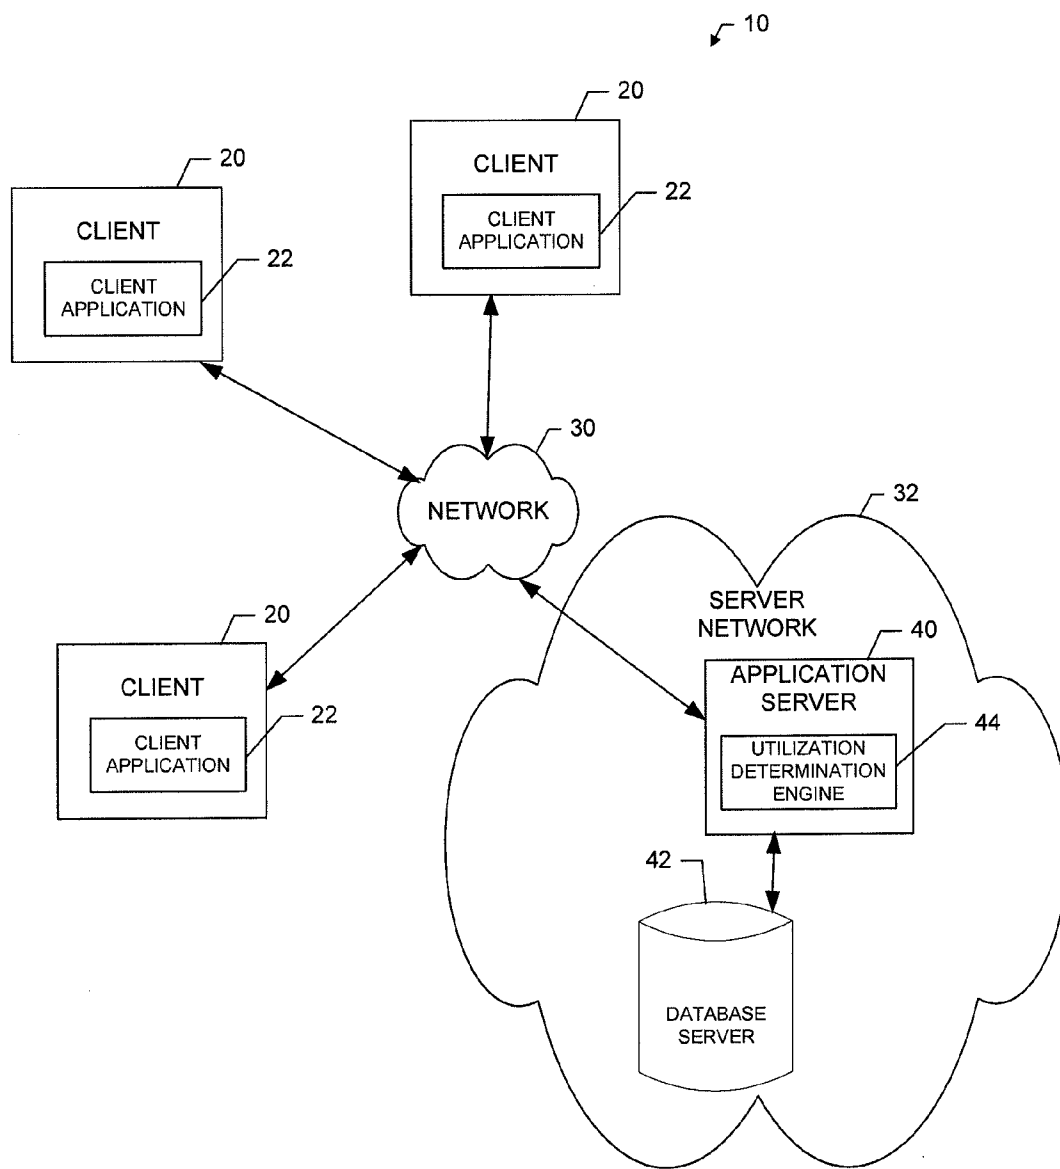 10
20
CLIENT
22
CLIENT
APPLICATION
20
CLIENT
22
CLIENT
APPLICATION
30
NETWORK
32
SERVER
NETWORK
20
CLIENT
22
CLIENT
APPLICATION
40
APPLICATION
SERVER
44
UTILIZATION
DETERMINATION
ENGINE
42
DATABASE
SERVER